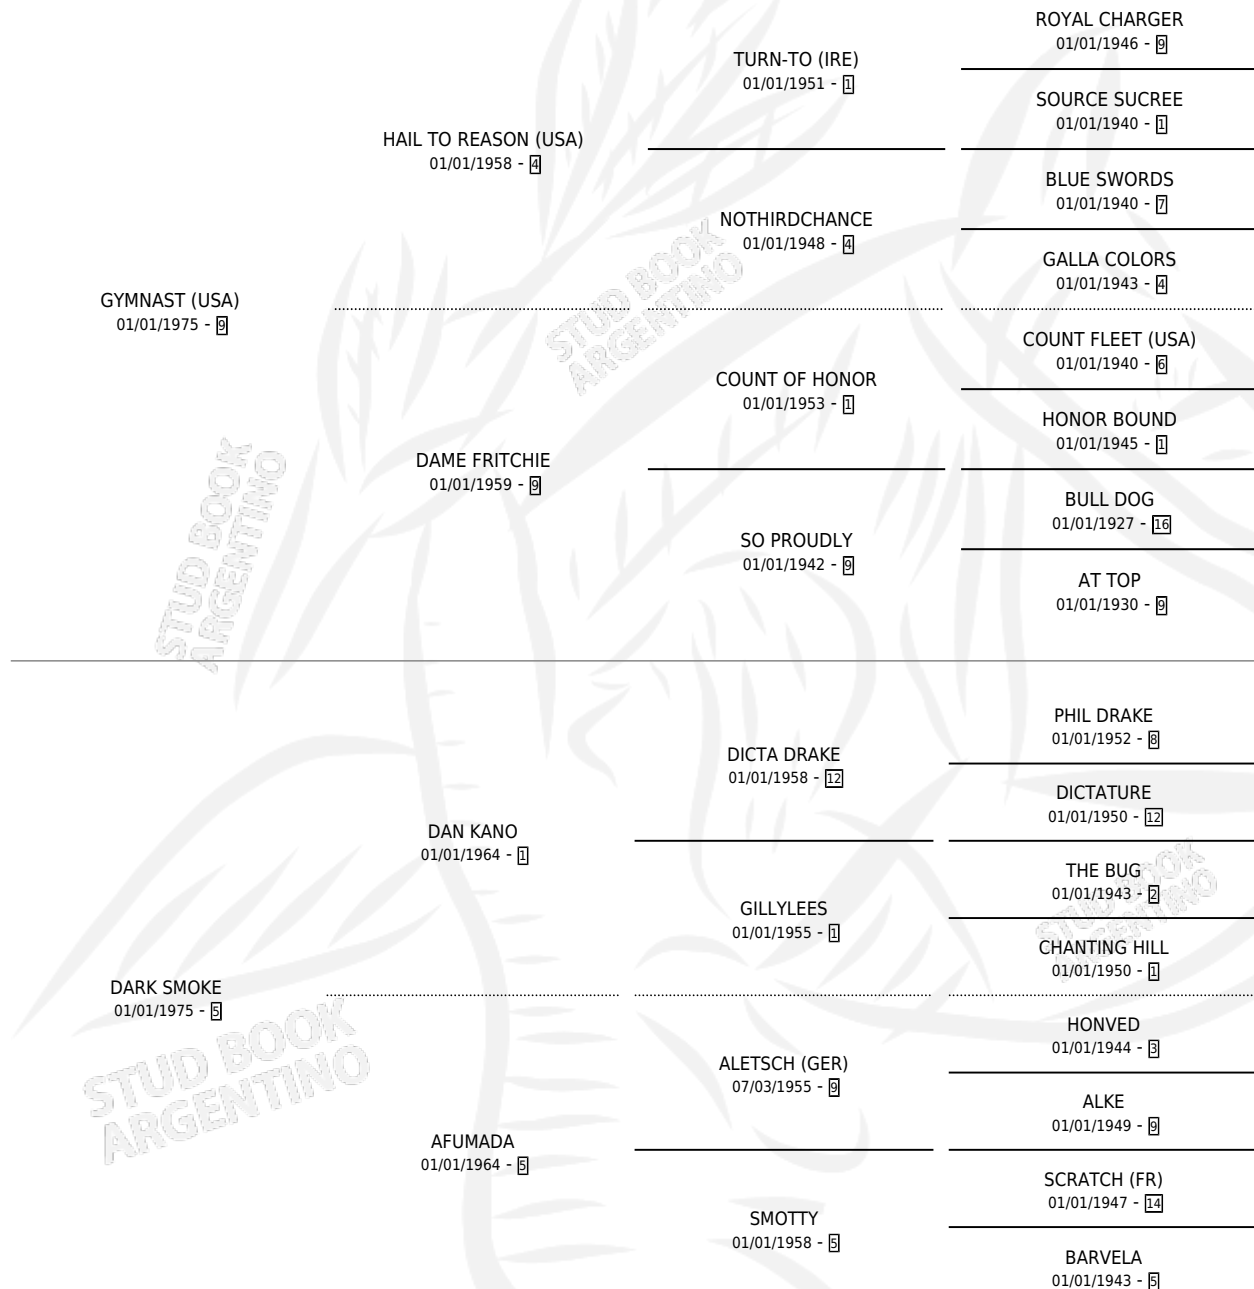 ROYAL CHARGER
01/01/1946 - 9
TURN-TO (IRE)
01/01/1951 - 1
SOURCE SUCREE
01/01/1940 - 1
HAIL TO REASON (USA)
01/01/1958 - 4
BLUE SWORDS
01/01/1940 - 7
NOTHIRDCHANCE
01/01/1948 - 4
GALLA COLORS
01/01/1943 - 4
GYMNAST (USA)
01/01/1975 - 9
COUNT FLEET (USA)
01/01/1940 - 6
COUNT OF HONOR
01/01/1953 - 1
HONOR BOUND
01/01/1945 - 1
DAME FRITCHIE
01/01/1959 - 9
BULL DOG
01/01/1927 - 16
SO PROUDLY
01/01/1942 - 9
AT TOP
01/01/1930 - 9
PHIL DRAKE
01/01/1952 - 8
DICTA DRAKE
01/01/1958 - 12
DICTATURE
01/01/1950 - 12
DAN KANO
01/01/1964 - 1
THE BUG
01/01/1943 - 2
GILLYLEES
01/01/1955 - 1
CHANTING HILL
01/01/1950 - 1
DARK SMOKE
01/01/1975 - 5
HONVED
01/01/1944 - 3
ALETSCH (GER)
07/03/1955 - 9
ALKE
01/01/1949 - 9
AFUMADA
01/01/1964 - 5
SCRATCH (FR)
01/01/1947 - 14
SMOTTY
01/01/1958 - 5
BARVELA
01/01/1943 - 5
STUD BOOK
ARGENTINO
STUD BOOK
ARGENTINO
STUD BOOK
ARGENTINO
STUD BOOK
ARGENTINO